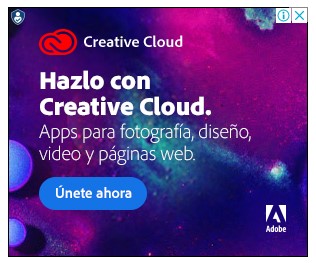 Creative Cloud
Hazlo con
Creative Cloud.
Apps para fotografía, diseño,
video y páginas web.
Únete ahora
Adobe